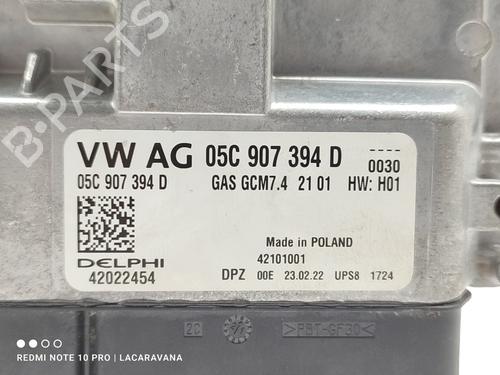 B-PARTS
VW AG 05C 907 394 D ----
0030
05C 907 394 D GAS GCM7.4 21 01 HW: H01
Made in POLAND
DELPHI 42101001
42022454 DPZ 00E 23.02.22 UPS8 1724
2C >PBT-GF30<
REDMI NOTE 10 PRO | LACARAVANA